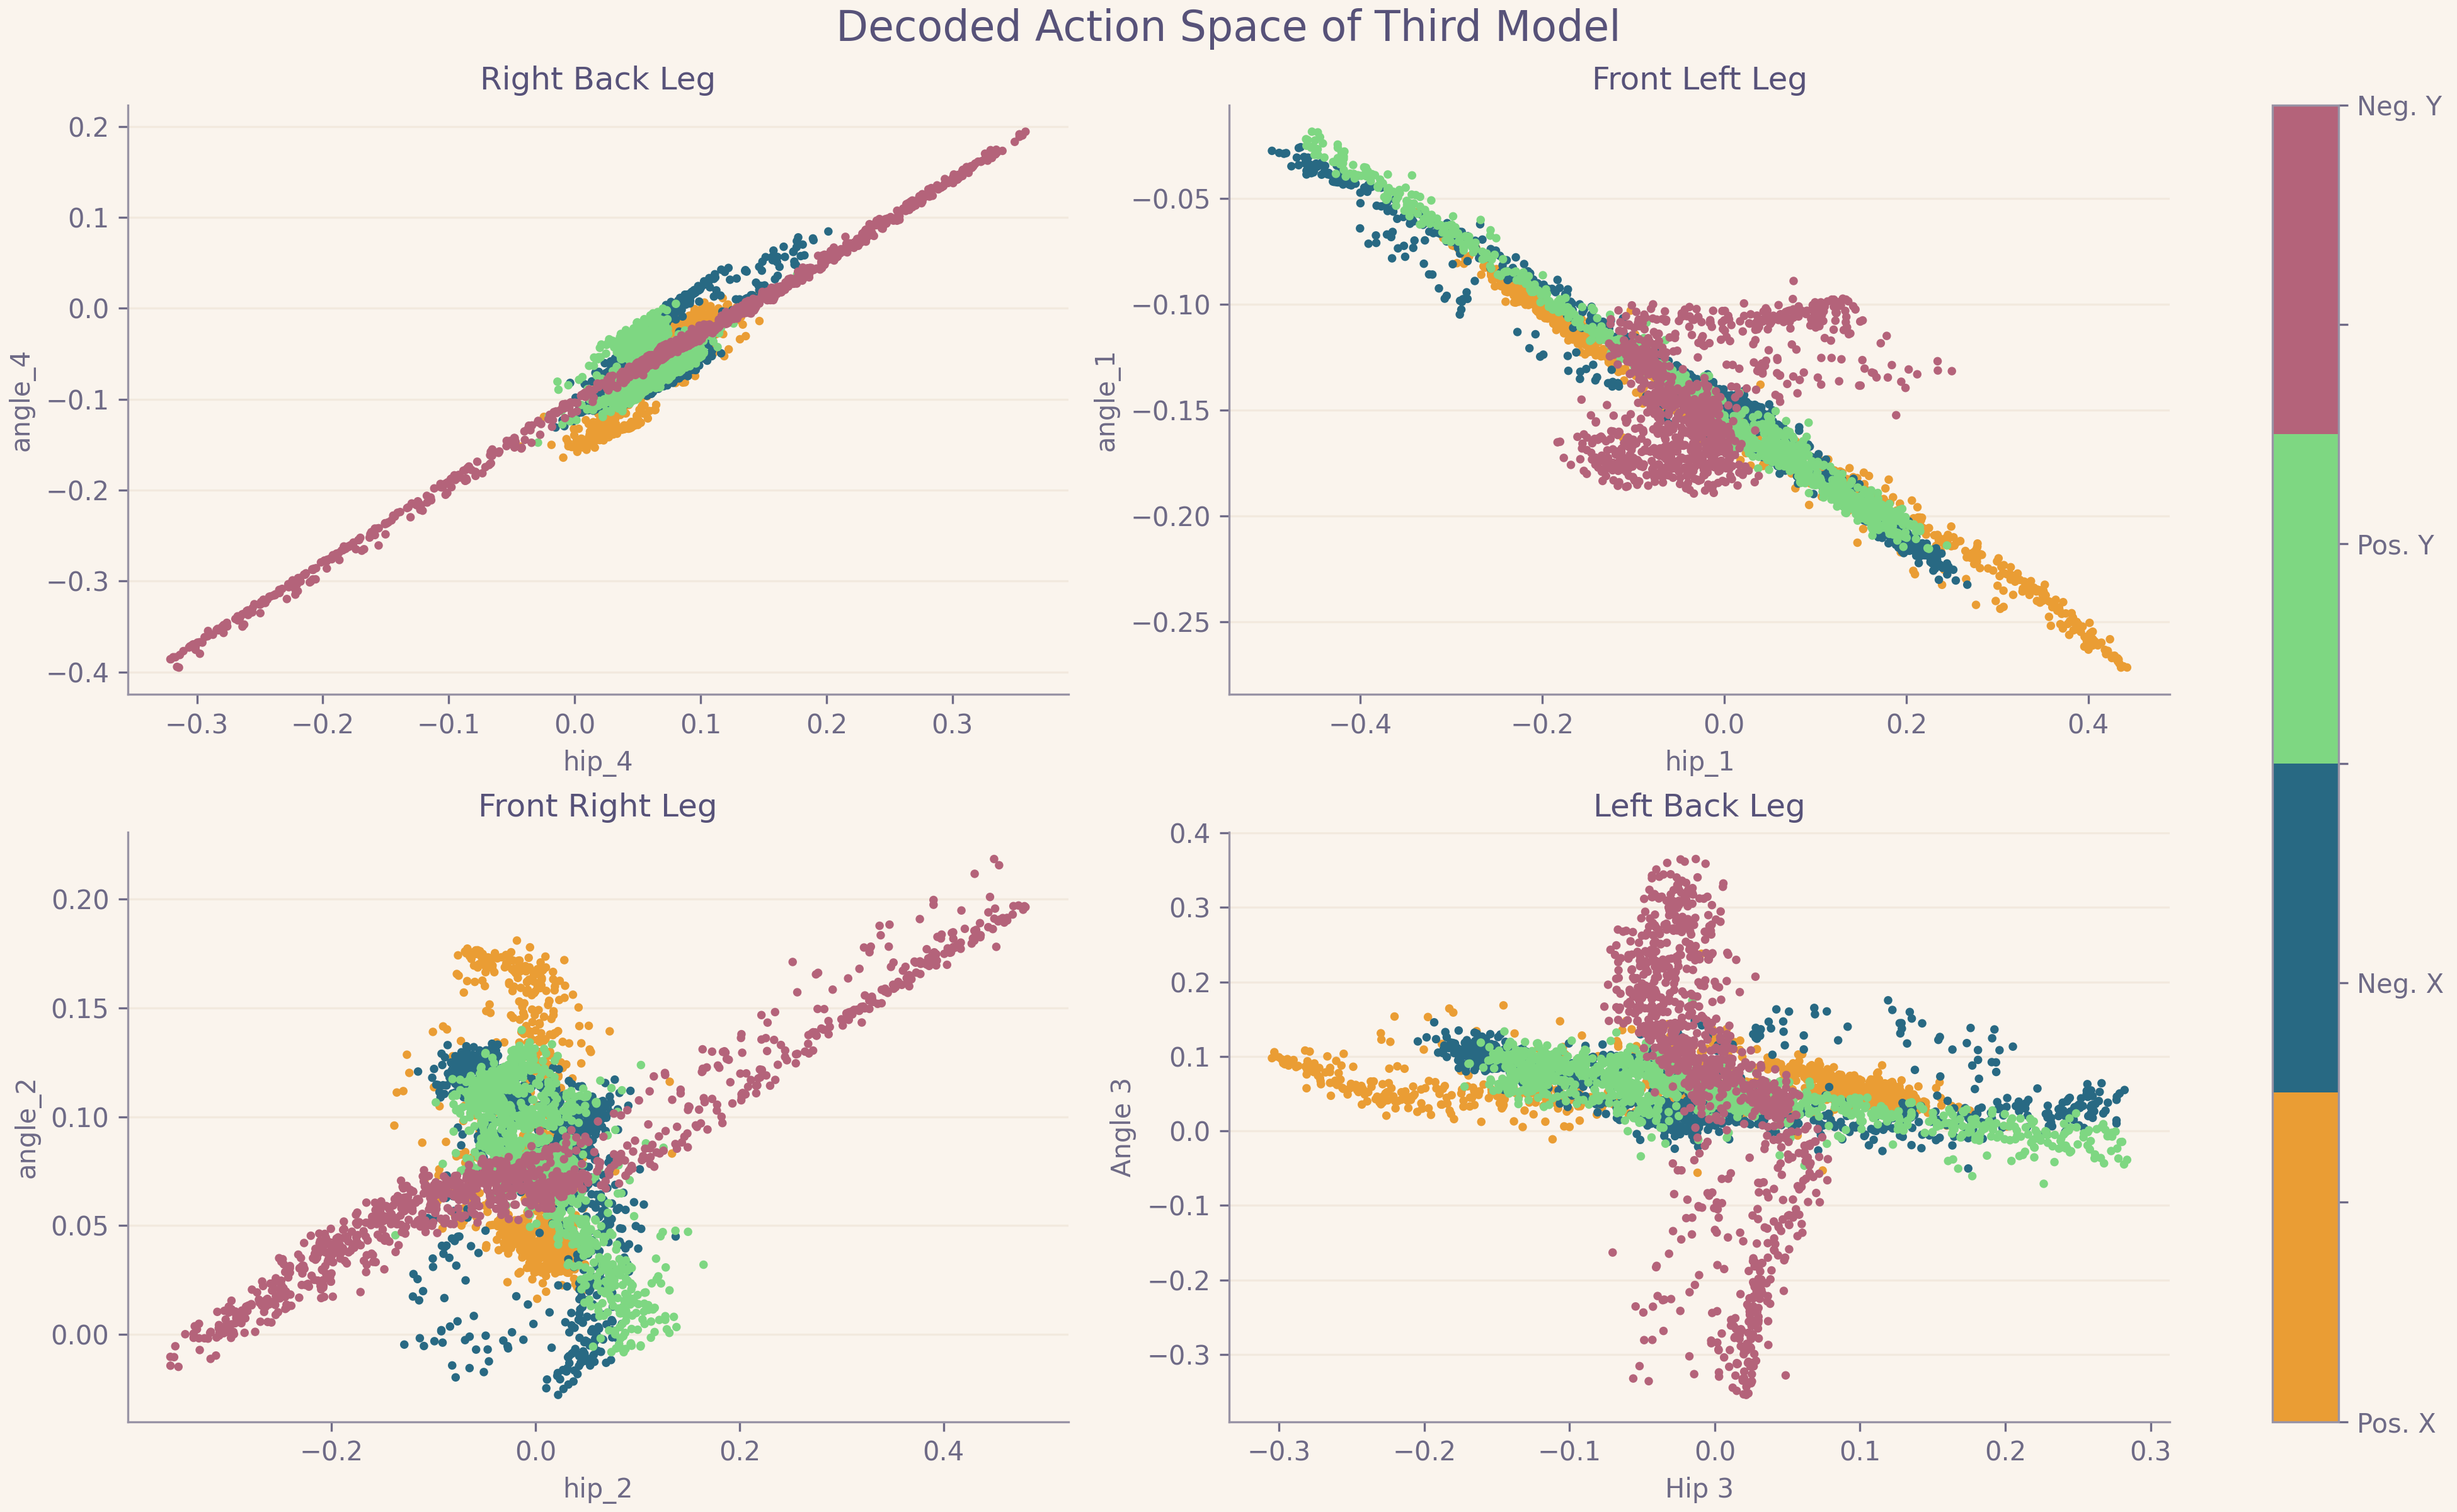 Decoded Action Space of Third Model
Right Back Leg
0.2
0.1
0.0
−0.1
−0.2
−0.3
−0.4
angle_4
−0.3
−0.2
−0.1
0.0
0.1
0.2
0.3
hip_4
Front Left Leg
−0.05
−0.10
−0.15
−0.20
−0.25
angle_1
−0.4
−0.2
0.0
0.2
0.4
hip_1
Front Right Leg
0.20
0.15
0.10
0.05
0.00
angle_2
−0.2
0.0
0.2
0.4
hip_2
Left Back Leg
0.4
0.3
0.2
0.1
0.0
−0.1
−0.2
−0.3
Angle 3
−0.3
−0.2
−0.1
0.0
0.1
0.2
0.3
Hip 3
Neg. Y
Pos. Y
Neg. X
Pos. X